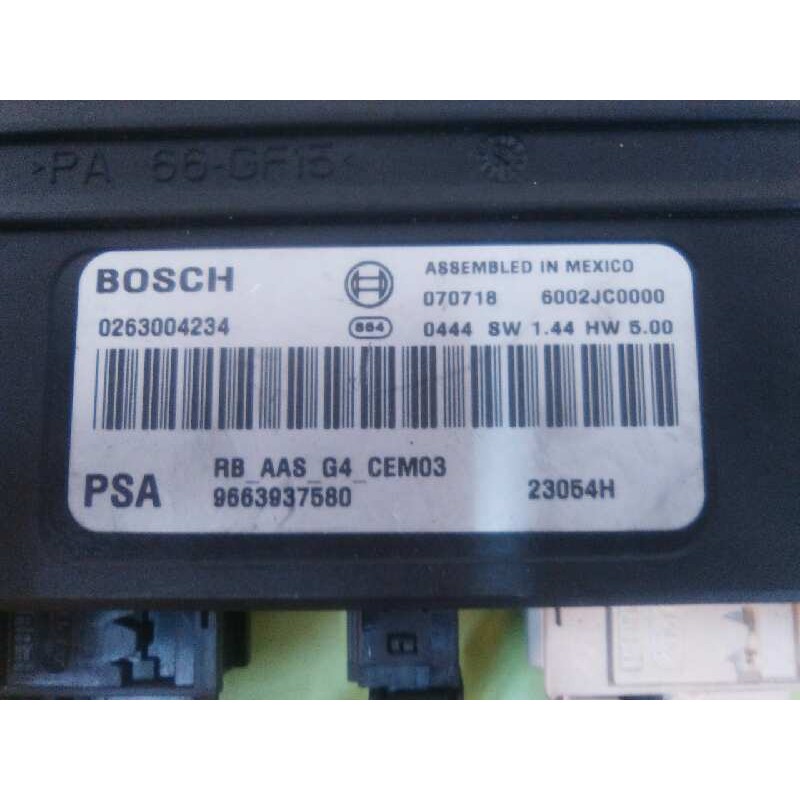 >PA 66-GF15<
BOSCH
ASSEMBLED IN MEXICO
070718 6002JC0000
0263004234
664 0444 SW 1.44 HW 5.00
RB_AAS_G4_CEM03
PSA 9663937580 23054H